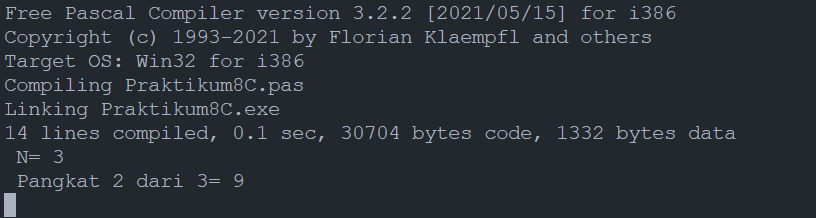 Free Pascal Compiler version 3.2.2 [2021/05/15] for i386
Copyright (c) 1993-2021 by Florian Klaempfl and others
Target OS: Win32 for i386
Compiling Praktikum8C.pas
Linking Praktikum8C.exe
14 lines compiled, 0.1 sec, 30704 bytes code, 1332 bytes data
 N= 3
 Pangkat 2 dari 3= 9